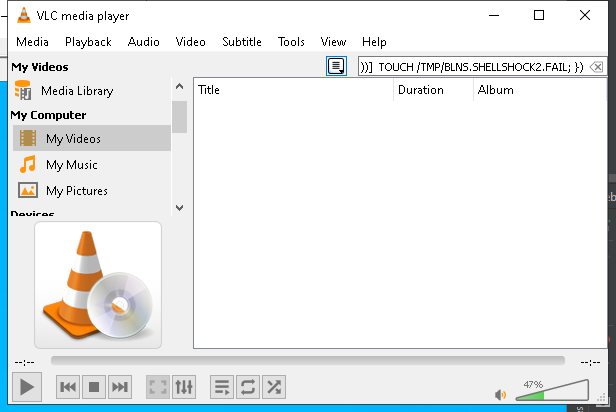 VLC media player
Media Playback Audio Video Subtitle Tools View Help
My Videos
))] TOUCH /TMP/BLNS.SHELLSHOCK2.FAIL; })
Media Library
Title Duration Album
My Computer
My Videos
My Music
My Pictures
Devices
--:-- --:--
47%